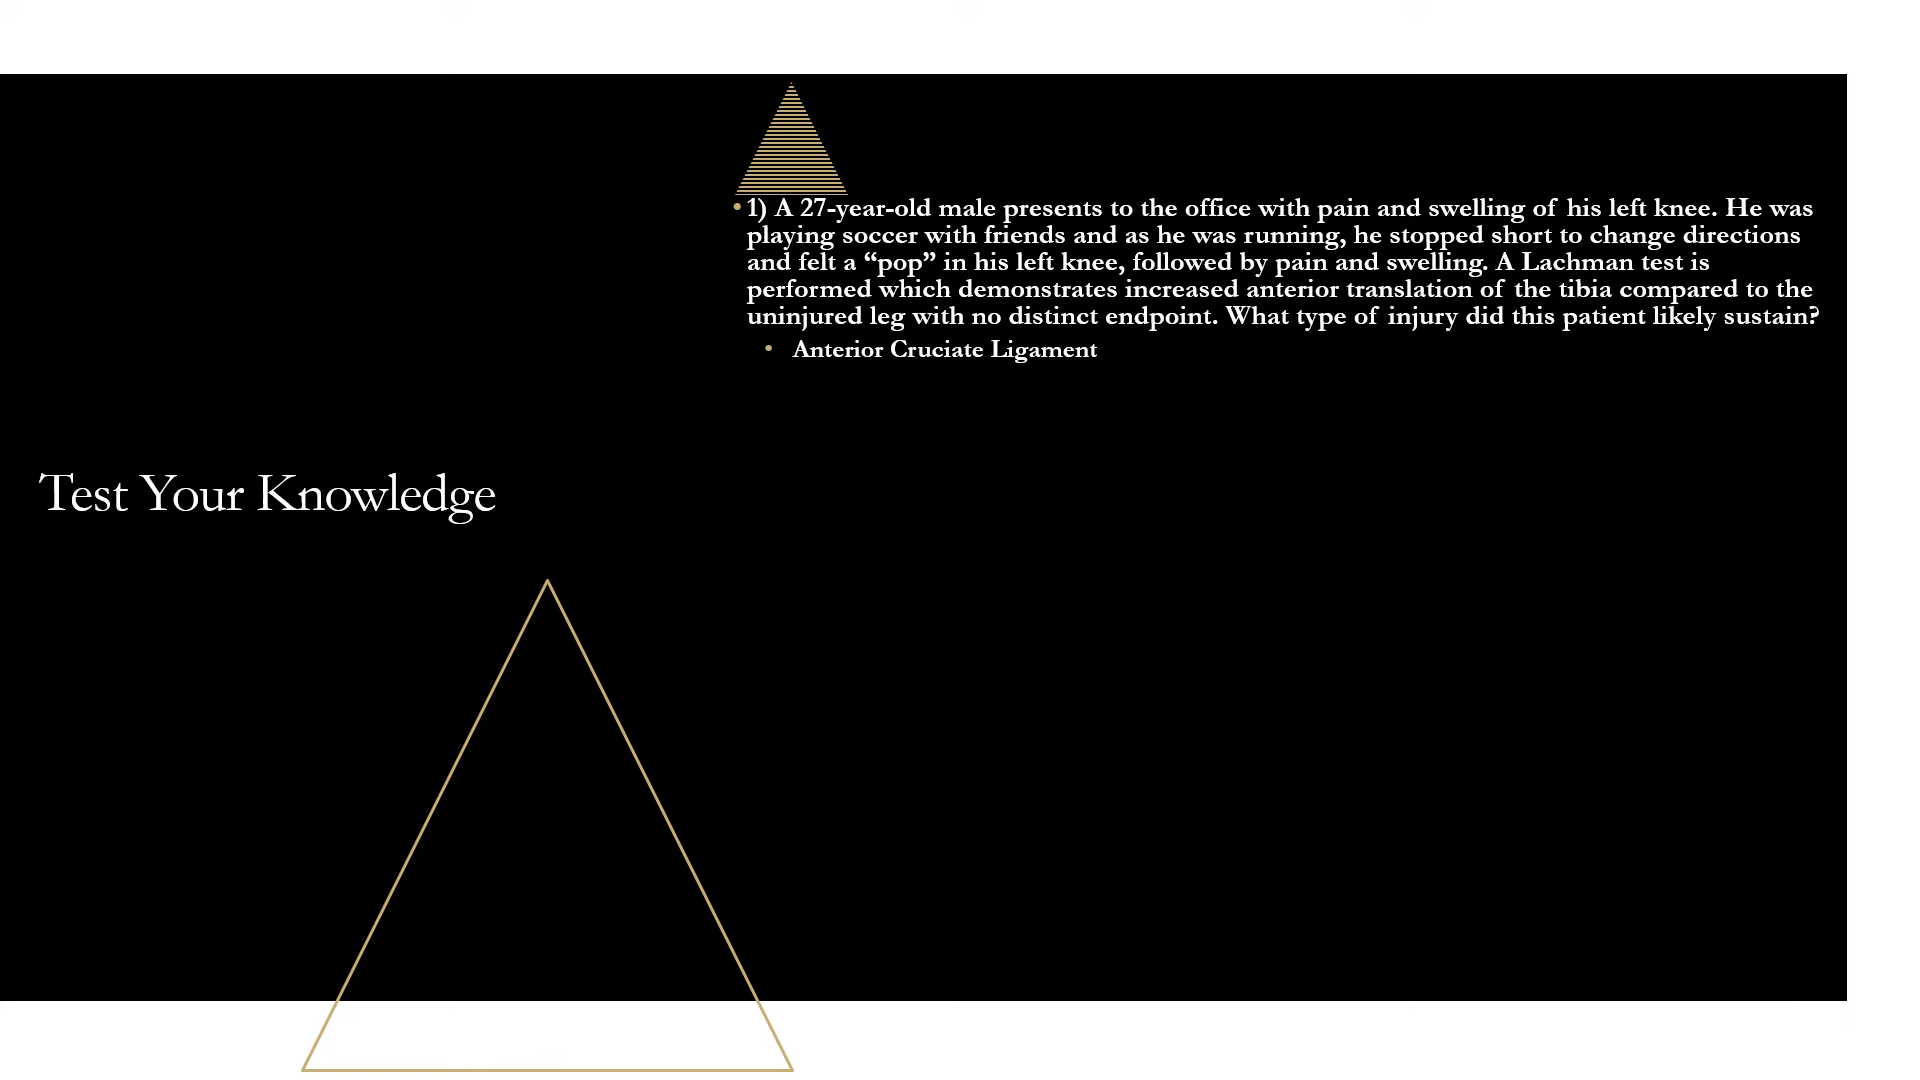 • 1) A 27-year-old male presents to the office with pain and swelling of his left knee. He was
playing soccer with friends and as he was running, he stopped short to change directions
and felt a “pop” in his left knee, followed by pain and swelling. A Lachman test is
performed which demonstrates increased anterior translation of the tibia compared to the
uninjured leg with no distinct endpoint. What type of injury did this patient likely sustain?
• Anterior Cruciate Ligament
Test Your Knowledge